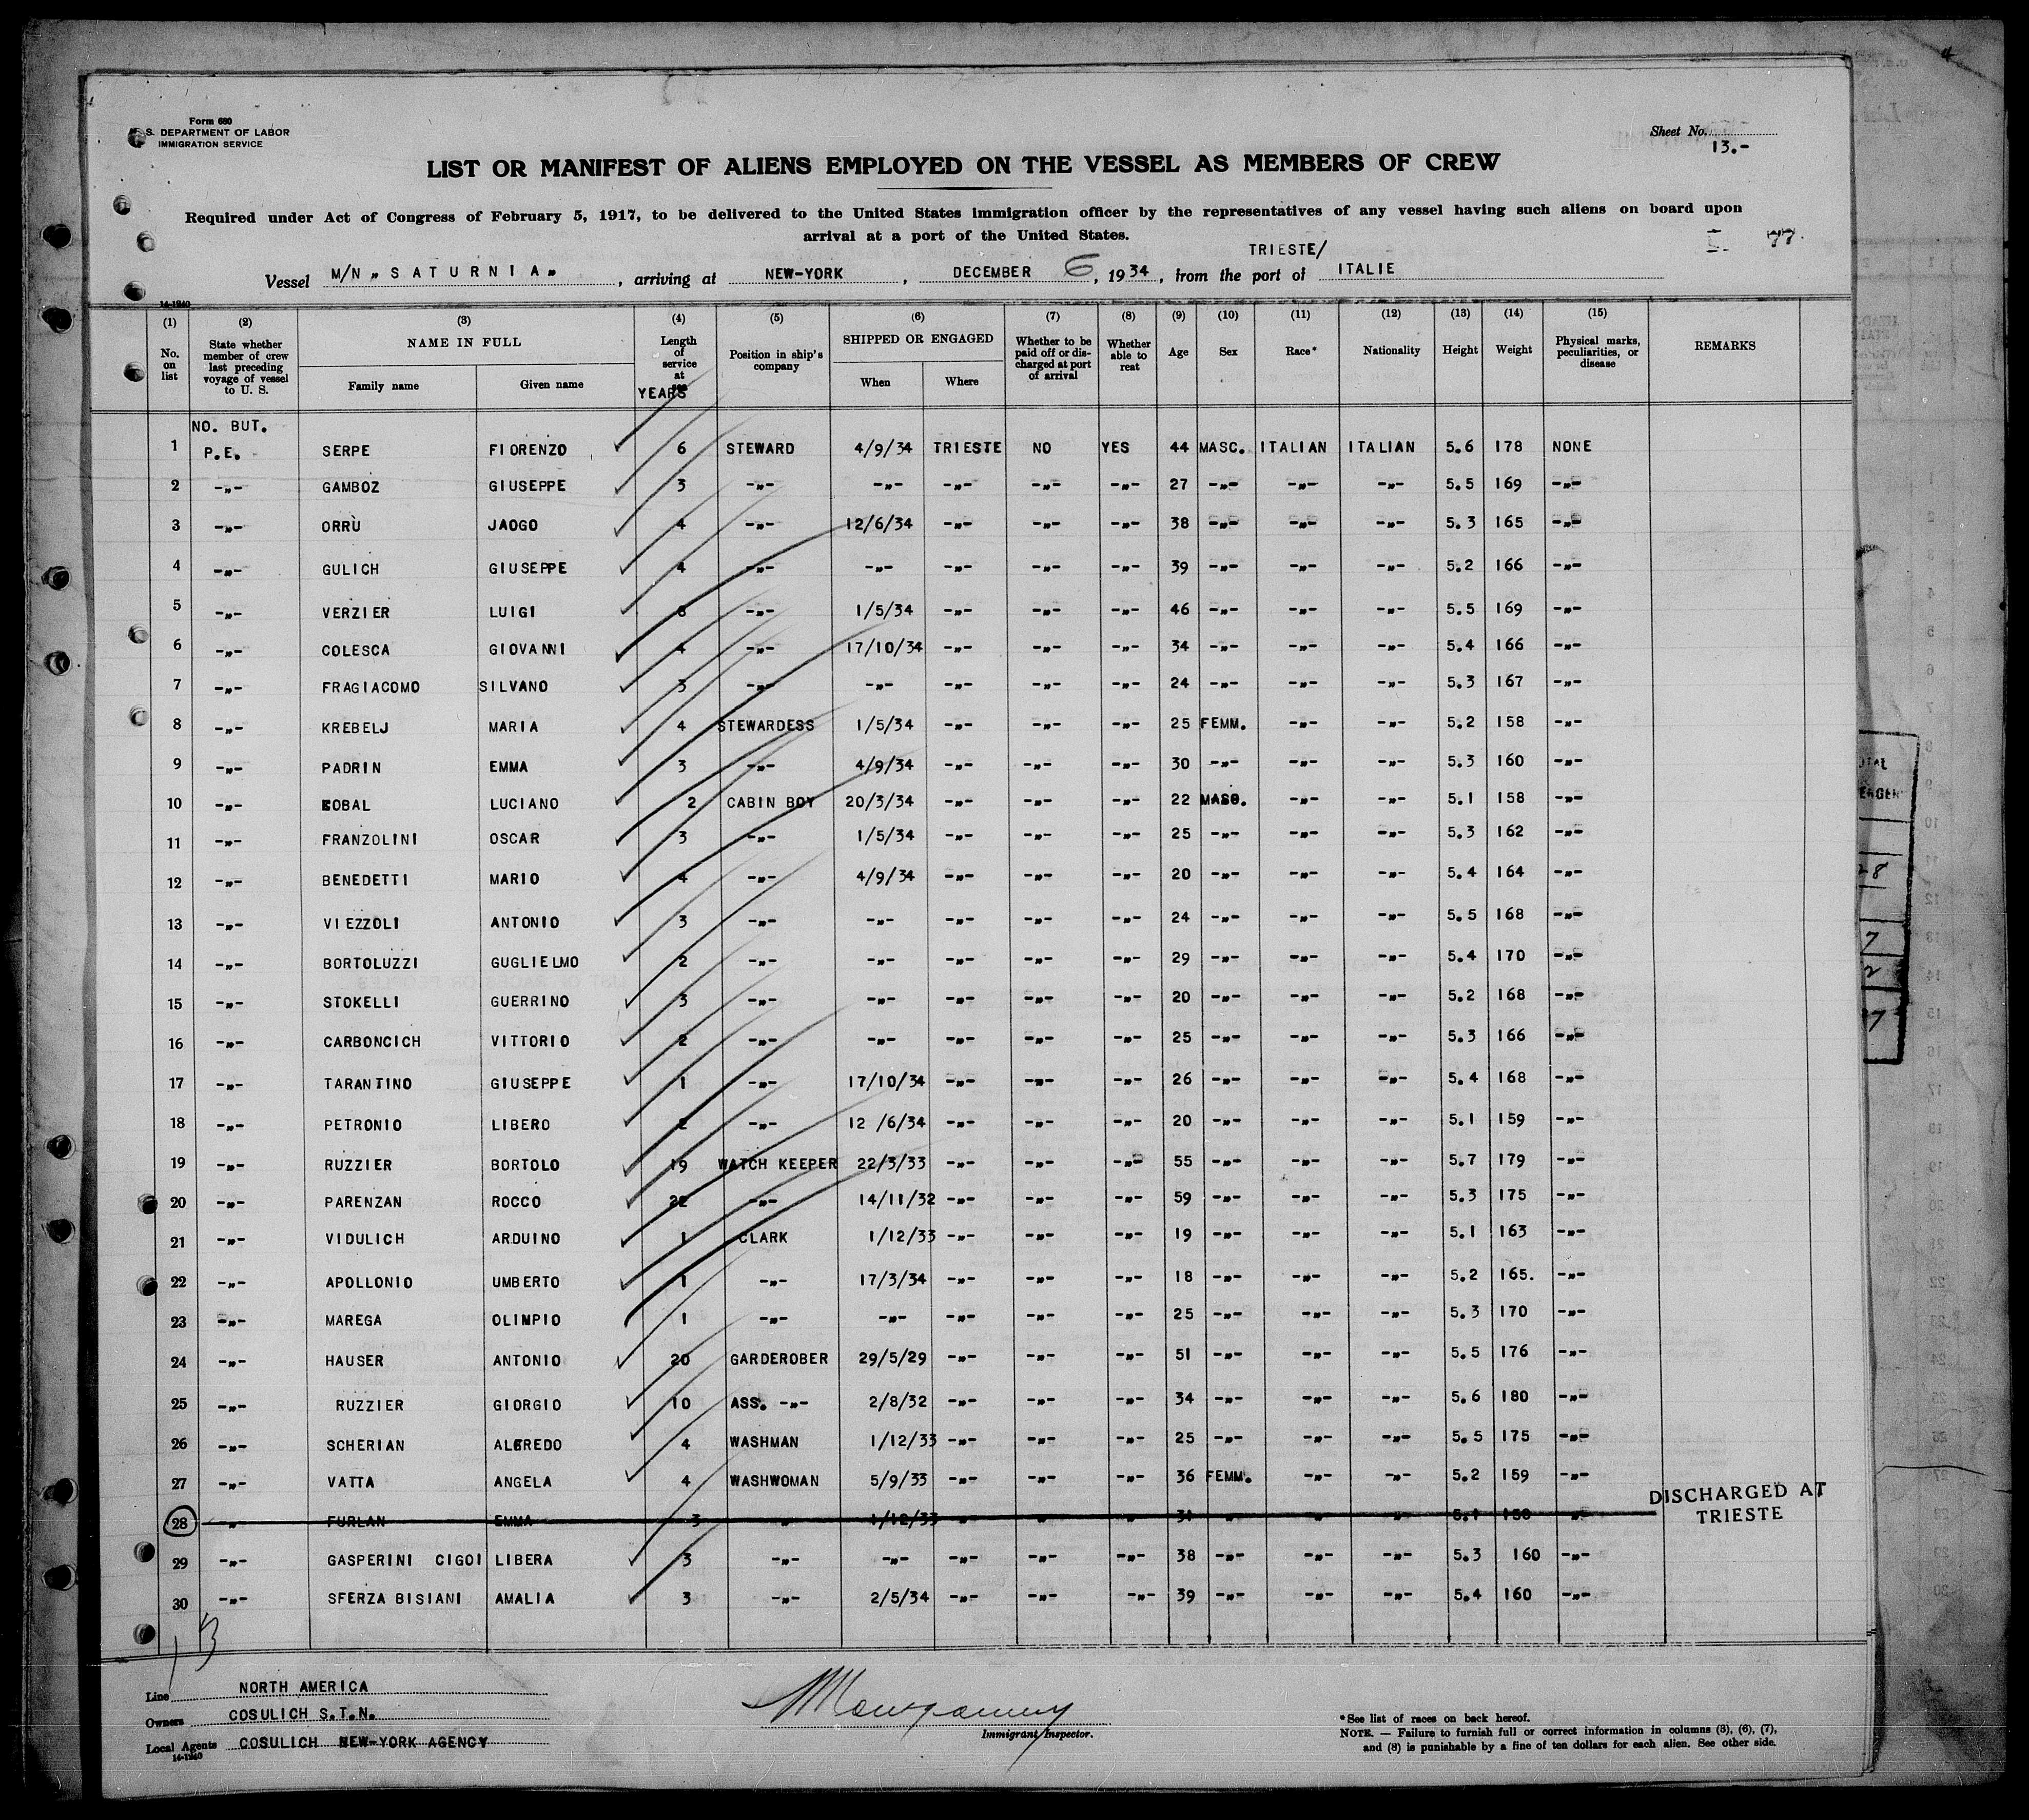 Form 680
S. DEPARTMENT OF LABOR
IMMIGRATION SERVICE
Sheet No.
13.-
LIST OR MANIFEST OF ALIENS EMPLOYED ON THE VESSEL AS MEMBERS OF CREW
Required under Act of Congress of February 5, 1917, to be delivered to the United States immigration officer by the representatives of any vessel having such aliens on board upon
arrival at a port of the United States.
77.
TRIESTE/
Vessel M/N „SATURNIA„ , arriving at NEW-YORK , DECEMBER 6, 1934, from the port of ITALIE
14-1240
(1) No. on list (2) State whether member of crew last preceding voyage of vessel to U. S. (3) NAME IN FULL Family name Given name (4) Length of service at sea YEARS (5) Position in ship's company (6) SHIPPED OR ENGAGED When Where (7) Whether to be paid off or discharged at port of arrival (8) Whether able to read (9) Age (10) Sex (11) Race* (12) Nationality (13) Height (14) Weight (15) Physical marks, peculiarities, or disease REMARKS
NO. BUT.
1 P.E. SERPE FIORENZO 6 STEWARD 4/9/34 TRIESTE NO YES 44 MASC. ITALIAN ITALIAN 5.6 178 NONE
2 -„- GAMBOZ GIUSEPPE 3 -„- -„- -„- -„- -„- 27 -„- -„- -„- 5.5 169 -„-
3 -„- ORRÙ JAOGO 4 -„- 12/6/34 -„- -„- -„- 38 -„- -„- -„- 5.3 165 -„-
4 -„- GULICH GIUSEPPE 4 -„- -„- -„- -„- -„- 39 -„- -„- -„- 5.2 166 -„-
5 -„- VERZIER LUIGI 8 -„- 1/5/34 -„- -„- -„- 46 -„- -„- -„- 5.5 169 -„-
6 -„- COLESCA GIOVANNI 4 -„- 17/10/34 -„- -„- -„- 34 -„- -„- -„- 5.4 166 -„-
7 -„- FRAGIACOMO SILVANO 3 -„- -„- -„- -„- -„- 24 -„- -„- -„- 5.3 167 -„-
8 -„- KREBELJ MARIA 4 STEWARDESS 1/5/34 -„- -„- -„- 25 FEMM. -„- -„- 5.2 158 -„-
9 -„- PADRIN EMMA 3 -„- 4/9/34 -„- -„- -„- 30 -„- -„- -„- 5.3 160 -„-
10 -„- COBAL LUCIANO 2 CABIN BOY 20/3/34 -„- -„- -„- 22 MASC. -„- -„- 5.1 158 -„-
11 -„- FRANZOLINI OSCAR 3 -„- 1/5/34 -„- -„- -„- 25 -„- -„- -„- 5.3 162 -„-
12 -„- BENEDETTI MARIO 4 -„- 4/9/34 -„- -„- -„- 20 -„- -„- -„- 5.4 164 -„-
13 -„- VIEZZOLI ANTONIO 3 -„- -„- -„- -„- -„- 24 -„- -„- -„- 5.5 168 -„-
14 -„- BORTOLUZZI GUGLIELMO 2 -„- -„- -„- -„- -„- 29 -„- -„- -„- 5.4 170 -„-
15 -„- STOKELLI GUERRINO 3 -„- -„- -„- -„- -„- 20 -„- -„- -„- 5.2 168 -„-
16 -„- CARBONCICH VITTORIO 2 -„- -„- -„- -„- -„- 25 -„- -„- -„- 5.3 166 -„-
17 -„- TARANTINO GIUSEPPE 1 -„- 17/10/34 -„- -„- -„- 26 -„- -„- -„- 5.4 168 -„-
18 -„- PETRONIO LIBERO 2 -„- 12 /6/34 -„- -„- -„- 20 -„- -„- -„- 5.1 159 -„-
19 -„- RUZZIER BORTOLO 19 WATCH KEEPER 22/3/33 -„- -„- -„- 55 -„- -„- -„- 5.7 179 -„-
20 -„- PARENZAN ROCCO 22 -„- 14/11/32 -„- -„- -„- 59 -„- -„- -„- 5.3 175 -„-
21 -„- VIDULICH ARDUINO 1 CLARK 1/12/33 -„- -„- -„- 19 -„- -„- -„- 5.1 163 -„-
22 -„- APOLLONIO UMBERTO 1 -„- 17/3/34 -„- -„- -„- 18 -„- -„- -„- 5.2 165. -„-
23 -„- MAREGA OLIMPIO 1 -„- -„- -„- -„- -„- 25 -„- -„- -„- 5.3 170 -„-
24 -„- HAUSER ANTONIO 20 GARDEROBER 29/5/29 -„- -„- -„- 51 -„- -„- -„- 5.5 176 -„-
25 -„- RUZZIER GIORGIO 10 ASS. -„- 2/8/32 -„- -„- -„- 34 -„- -„- -„- 5.6 180 -„-
26 -„- SCHERIAN ALFREDO 4 WASHMAN 1/12/33 -„- -„- -„- 25 -„- -„- -„- 5.5 175 -„-
27 -„- VATTA ANGELA 4 WASHWOMAN 5/9/33 -„- -„- -„- 36 FEMM. -„- -„- 5.2 159 -„-
28 -„- FURLAN EMMA 3 -„- 1/12/33 -„- -„- -„- 31 -„- -„- -„- 5.1 150 -„- DISCHARGED AT TRIESTE
29 -„- GASPERINI CIGOI LIBERA 3 -„- -„- -„- -„- -„- 38 -„- -„- -„- 5.3 160 -„-
30 -„- SFERZA BISIANI AMALIA 3 -„- 2/5/34 -„- -„- -„- 39 -„- -„- -„- 5.4 160 -„-
13
Line NORTH AMERICA
Owners COSULICH S.T.N.
Local Agents COSULICH NEW-YORK AGENCY
14-1240
Immigrant Inspector.
*See list of races on back hereof.
NOTE. — Failure to furnish full or correct information in columns (3), (6), (7),
and (8) is punishable by a fine of ten dollars for each alien. See other side.